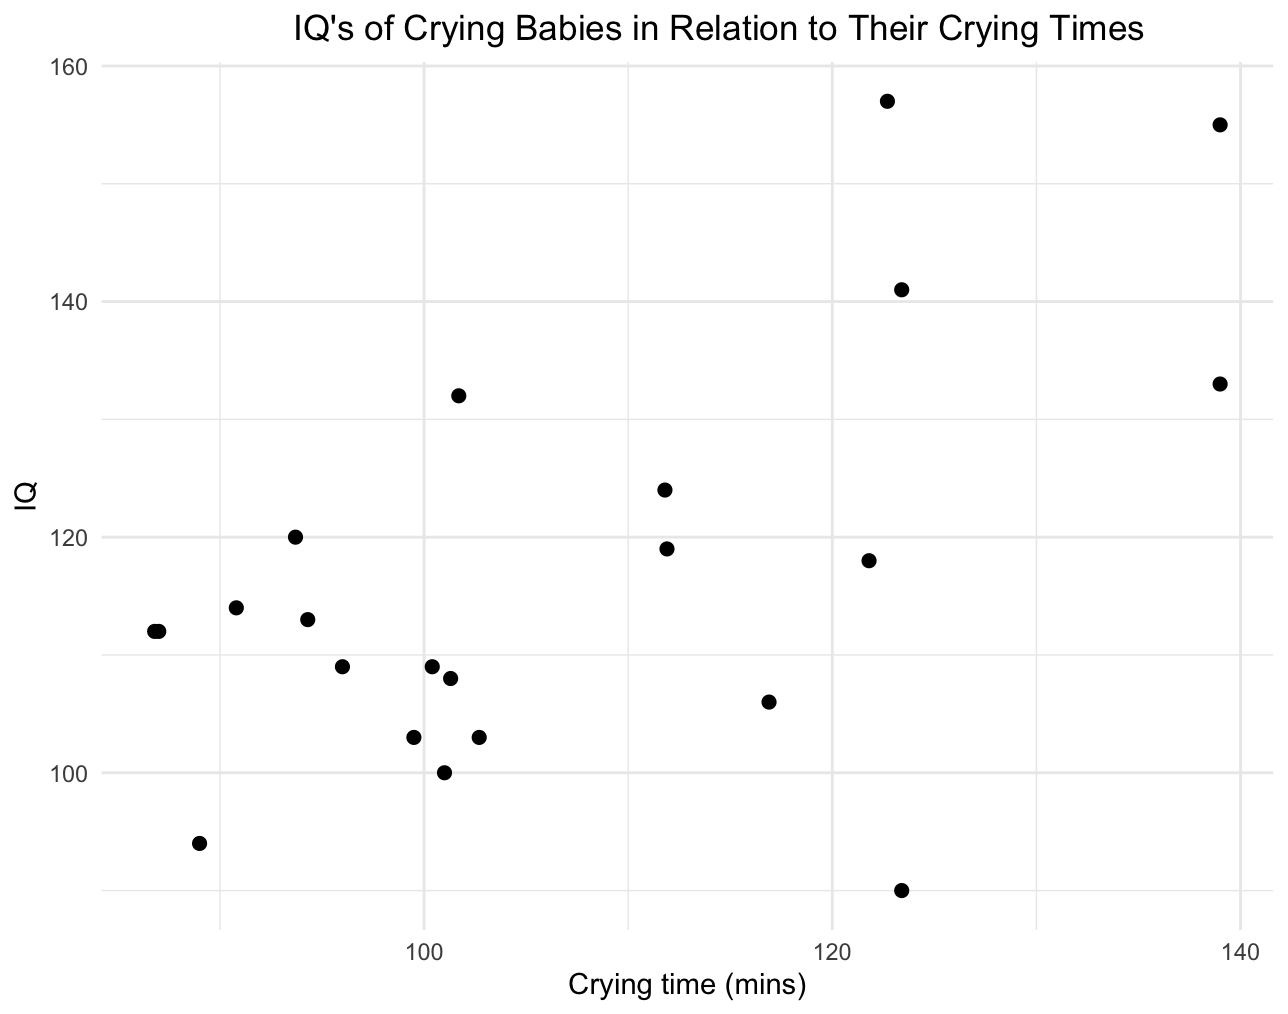 IQ's of Crying Babies in Relation to Their Crying Times
160
140
120
100
IQ
100 120 140
Crying time (mins)